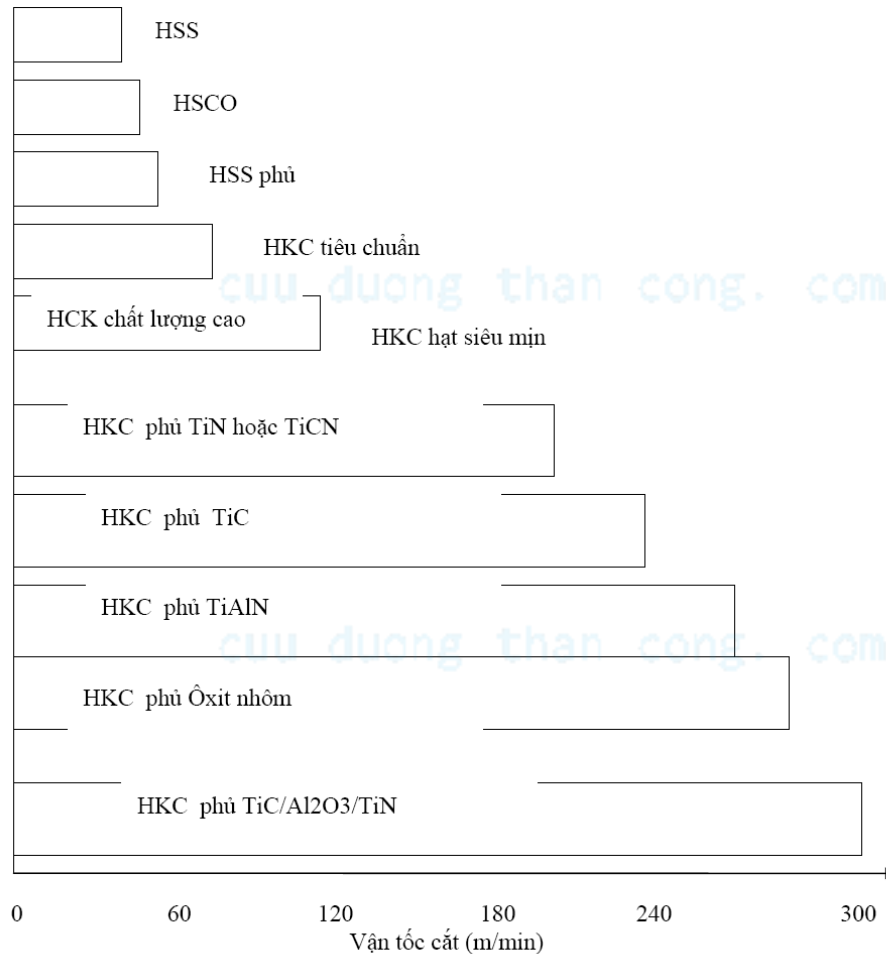 HSS
HSCO
HSS phủ
HKC tiêu chuẩn
cuu duong than cong. com
HCK chất lượng cao
HKC hạt siêu mịn
HKC phủ TiN hoặc TiCN
HKC phủ TiC
HKC phủ TiAlN
cuu duong than cong. com
HKC phủ Ôxit nhôm
HKC phủ TiC/Al2O3/TiN
0 60 120 180 240 300
Vận tốc cắt (m/min)